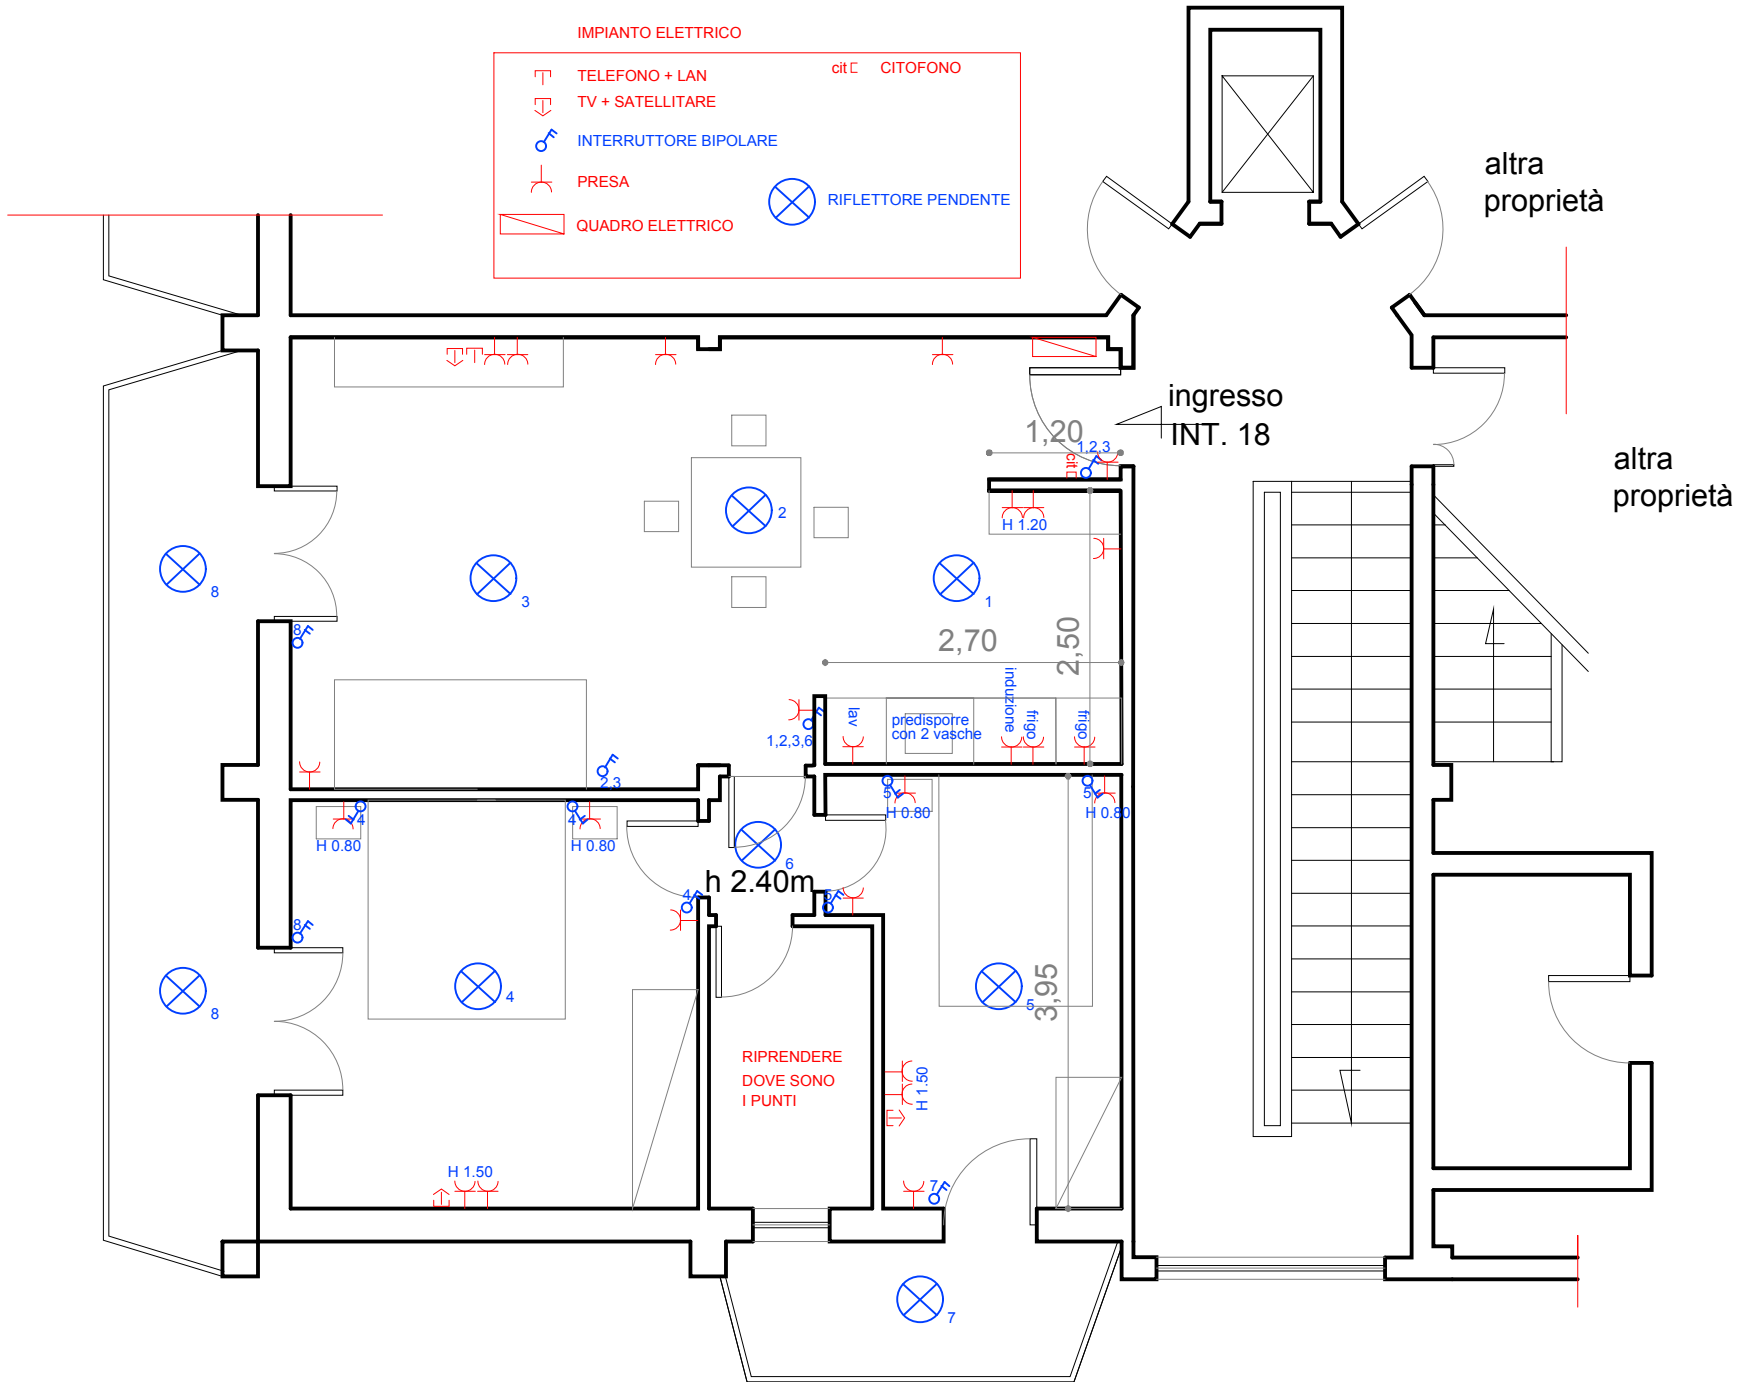 IMPIANTO ELETTRICO
TELEFONO + LAN
cit CITOFONO
TV + SATELLITARE
INTERRUTTORE BIPOLARE
PRESA
RIFLETTORE PENDENTE
QUADRO ELETTRICO
altra
proprietà
ingresso
INT. 18
1,20
1,2,3
cit
altra
proprietà
2
H 1.20
8
3
1
8
2,70
2,50
induzione
lav
predisporre
con 2 vasche
frigo
frigo
1,2,3,6
2,3
4
4
5
5
H 0.80
H 0.80
H 0.80
H 0.80
6
h 2.40m
4
5
8
4
5
8
3,95
RIPRENDERE
DOVE SONO
I PUNTI
H 1.50
H 1.50
7
7